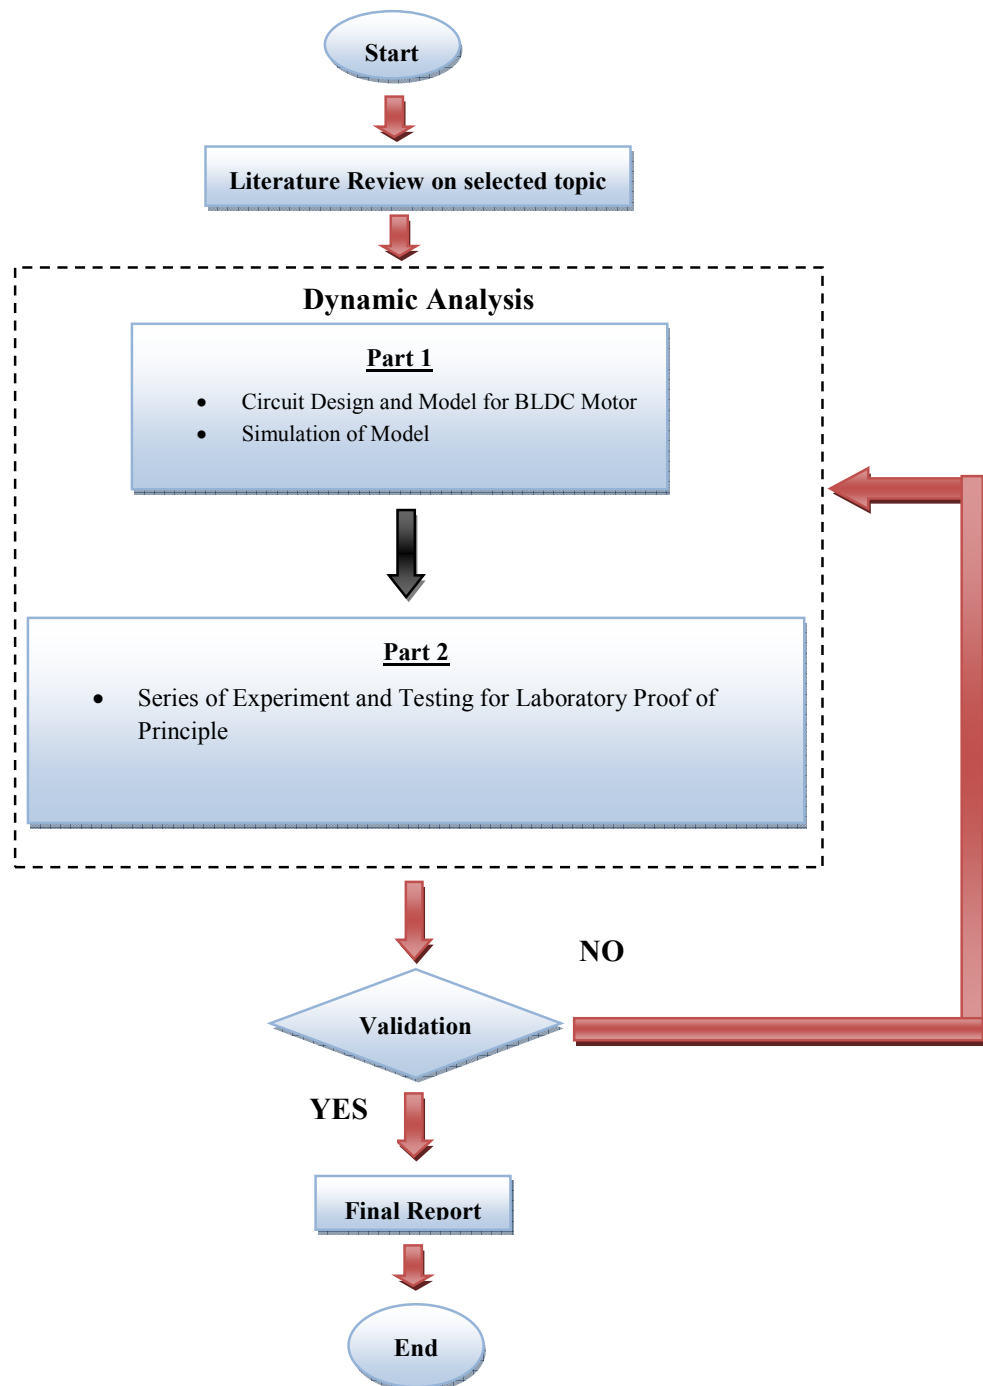 Start
Literature Review on selected topic
Dynamic Analysis
Part 1
• Circuit Design and Model for BLDC Motor
• Simulation of Model
Part 2
• Series of Experiment and Testing for Laboratory Proof of
Principle
NO
Validation
YES
Final Report
End